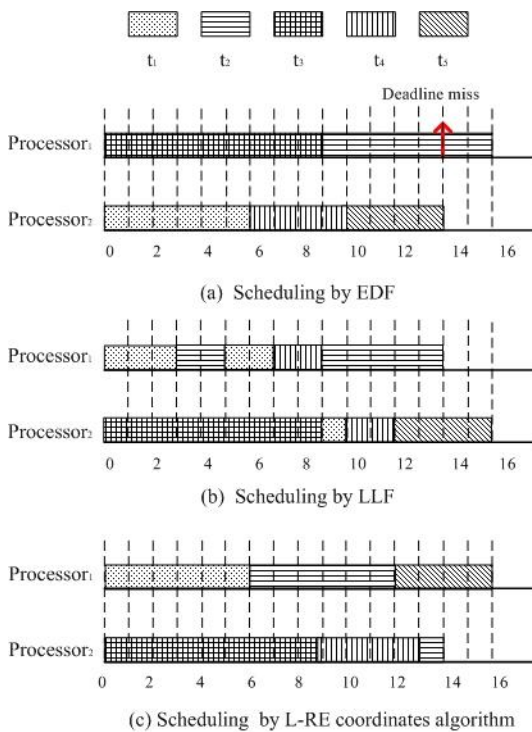 t₁ t₂ t₃ t₄ t₅
Deadline miss
Processor₁
Processor₂
0 2 4 6 8 10 12 14 16
(a) Scheduling by EDF
Processor₁
Processor₂
0 2 4 6 8 10 12 14 16
(b) Scheduling by LLF
Processor₁
Processor₂
0 2 4 6 8 10 12 14 16
(c) Scheduling by L-RE coordinates algorithm